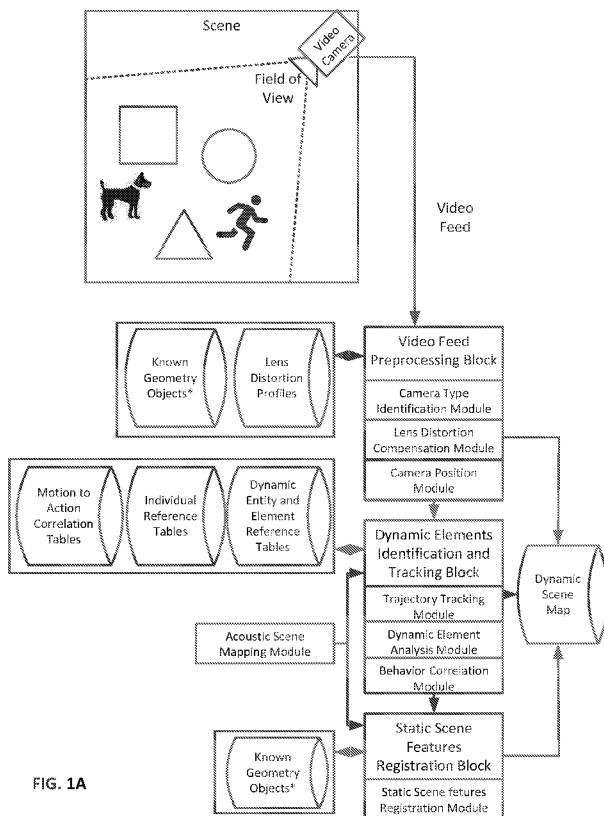 Scene
Video
Camera
Field of
View
Video
Feed
Known
Geometry
Objects*
Lens
Distortion
Profiles
Video Feed
Preprocessing Block
Camera Type
Identification Module
Lens Distortion
Compensation Module
Camera Position
Module
Motion to
Action
Correlation
Tables
Individual
Reference
Tables
Dynamic
Entity and
Element
Reference
Tables
Dynamic Elements
Identification and
Tracking Block
Trajectory Tracking
Module
Dynamic Element
Analysis Module
Behavior Correlation
Module
Dynamic
Scene
Map
Acoustic Scene
Mapping Module
Known
Geometry
Objects*
Static Scene
Features
Registration Block
Static Scene fetures
Registration Module
FIG. 1A